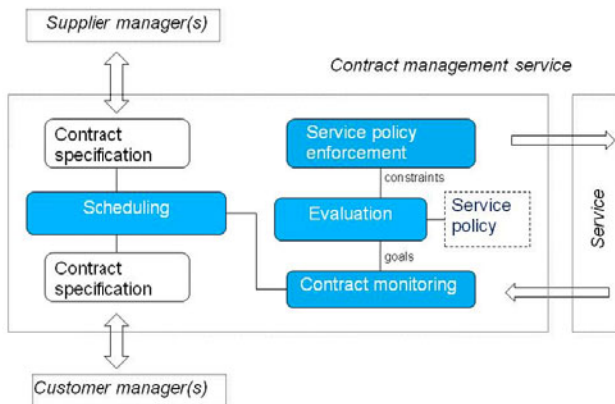 Supplier manager(s)
Contract management service
Contract
specification
Service policy
enforcement
constraints
Scheduling
Evaluation
Service
policy
Service
goals
Contract
specification
Contract monitoring
Customer manager(s)